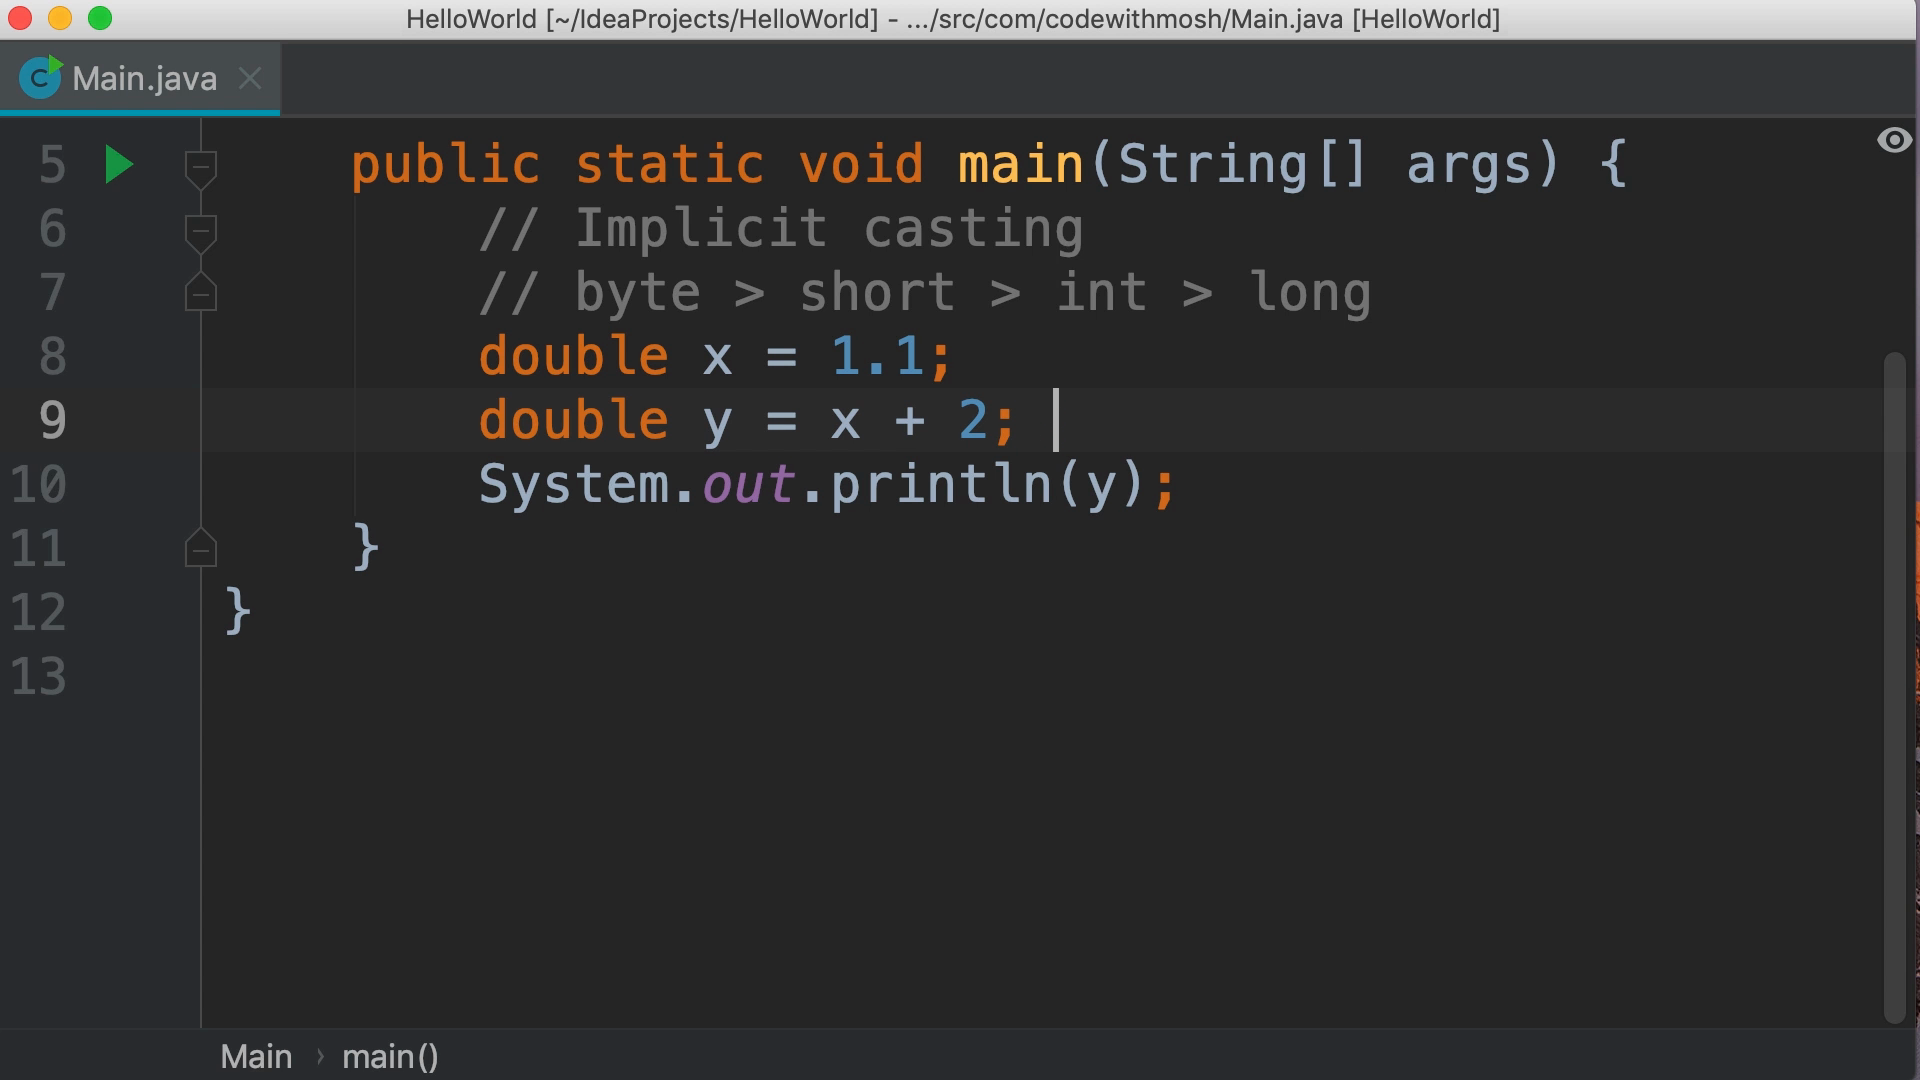 HelloWorld [~/IdeaProjects/HelloWorld] - .../src/com/codewithmosh/Main.java [HelloWorld]
C Main.java
5 public static void main(String[] args) {
6 // Implicit casting
7 // byte > short > int > long
8 double x = 1.1;
9 double y = x + 2;
10 System.out.println(y);
11 }
12 }
13
Main › main()